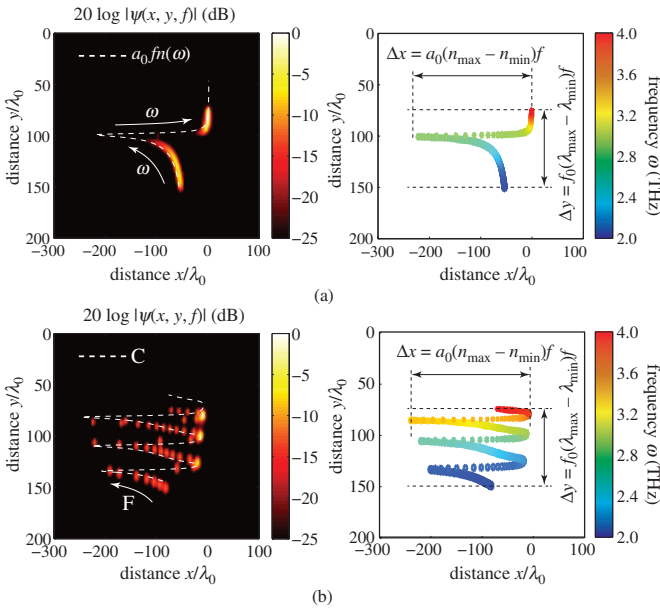 20 log |ψ(x, y, f)| (dB)
a₀fn(ω)
ω
ω
0
50
100
150
200
distance y/λ₀
−300 −200 −100 0 100
distance x/λ₀
0
−5
−10
−15
−20
−25
Δx = a₀(nmax − nmin)f
Δy = f₀(λmax − λmin)f
0
50
100
150
200
distance y/λ₀
−300 −200 −100 0 100
distance x/λ₀
4.0
3.6
3.2
2.8
2.4
2.0
frequency ω (THz)
(a)
20 log |ψ(x, y, f)| (dB)
C
F
0
50
100
150
200
distance y/λ₀
−300 −200 −100 0 100
distance x/λ₀
0
−5
−10
−15
−20
−25
Δx = a₀(nmax − nmin)f
Δy = f₀(λmax − λmin)f
0
50
100
150
200
distance y/λ₀
−300 −200 −100 0 100
distance x/λ₀
4.0
3.6
3.2
2.8
2.4
2.0
frequency ω (THz)
(b)